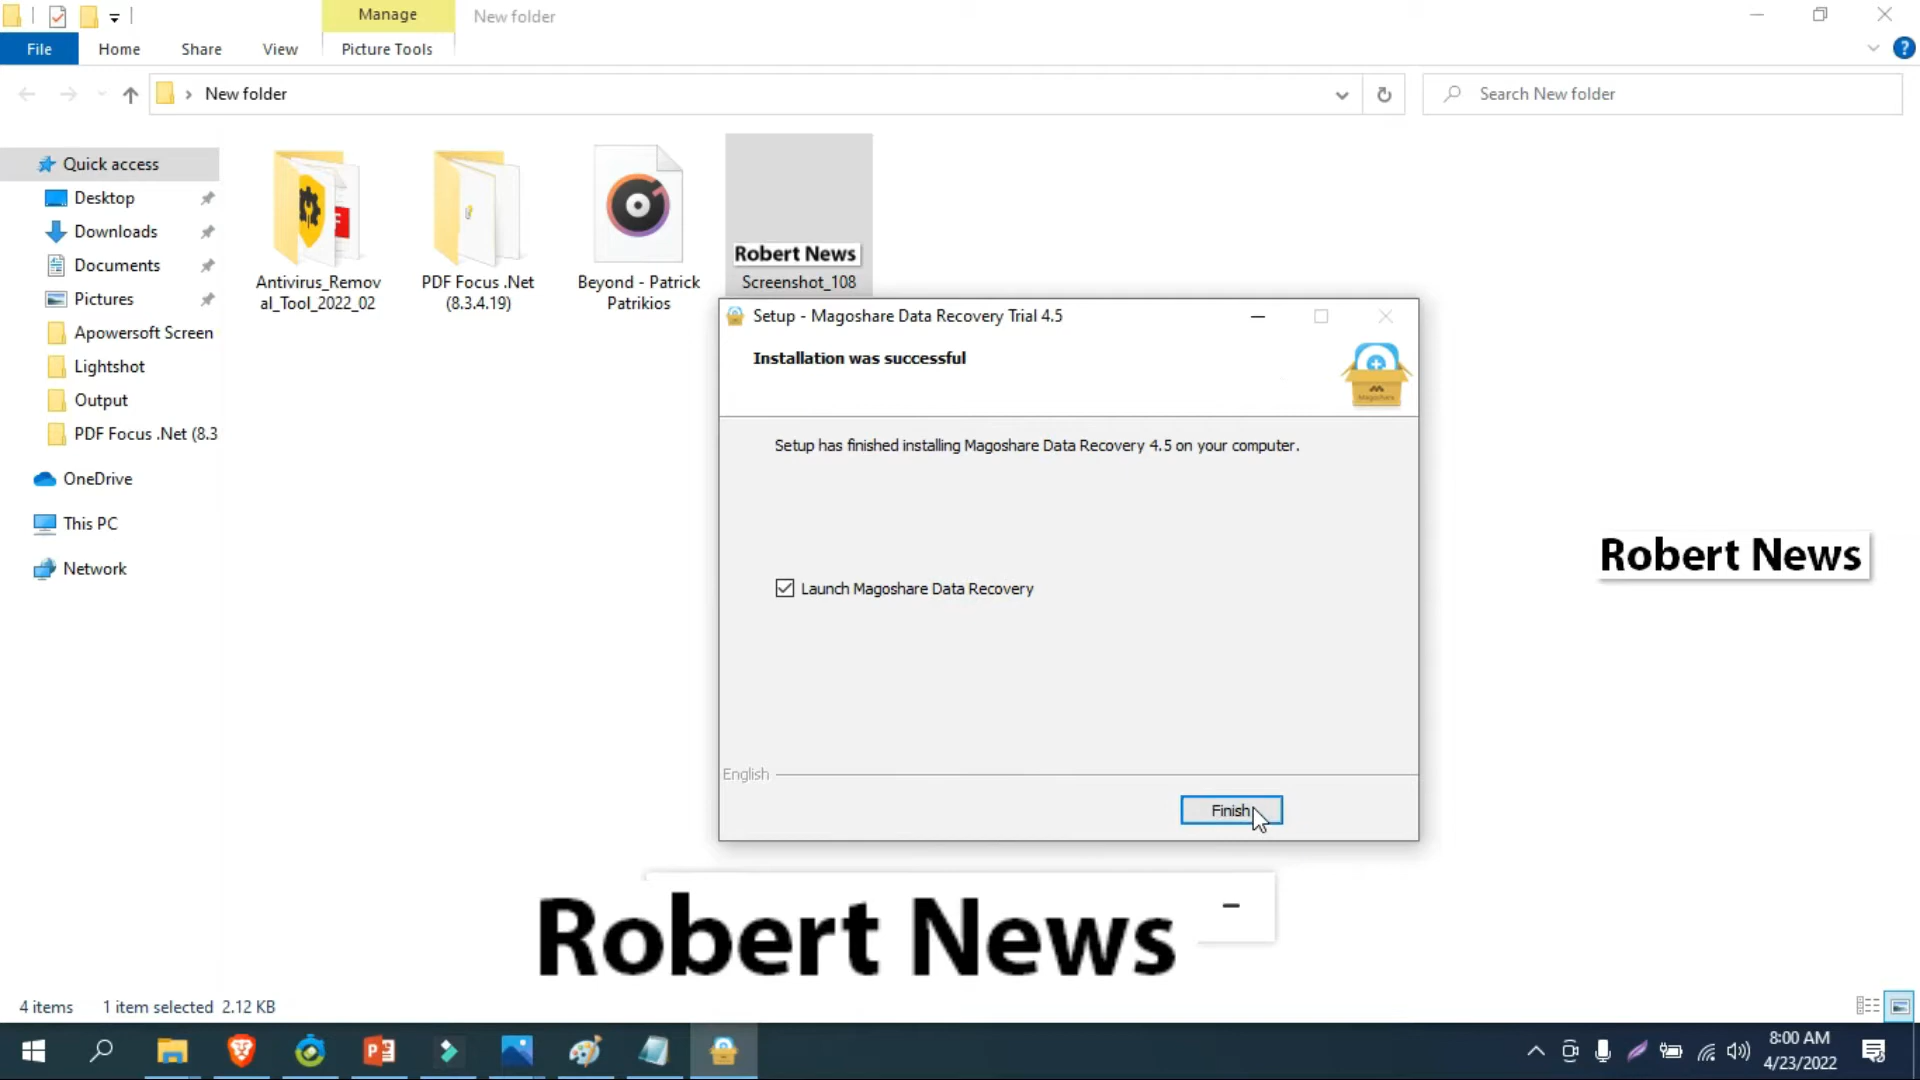 Manage
New folder
File
Home
Share
View
Picture Tools
New folder
Search New folder
Quick access
Desktop
Downloads
Documents
Pictures
Apowersoft Screen
Lightshot
Output
PDF Focus .Net (8.3
OneDrive
This PC
Network
Antivirus_Remov
al_Tool_2022_02
PDF Focus .Net
(8.3.4.19)
Beyond - Patrick
Patrikios
Robert News
Screenshot_108
Setup - Magoshare Data Recovery Trial 4.5
Installation was successful
Magoshare
Setup has finished installing Magoshare Data Recovery 4.5 on your computer.
Launch Magoshare Data Recovery
English
Finish
Robert News
Robert News
4 items
1 item selected 2.12 KB
8:00 AM
4/23/2022